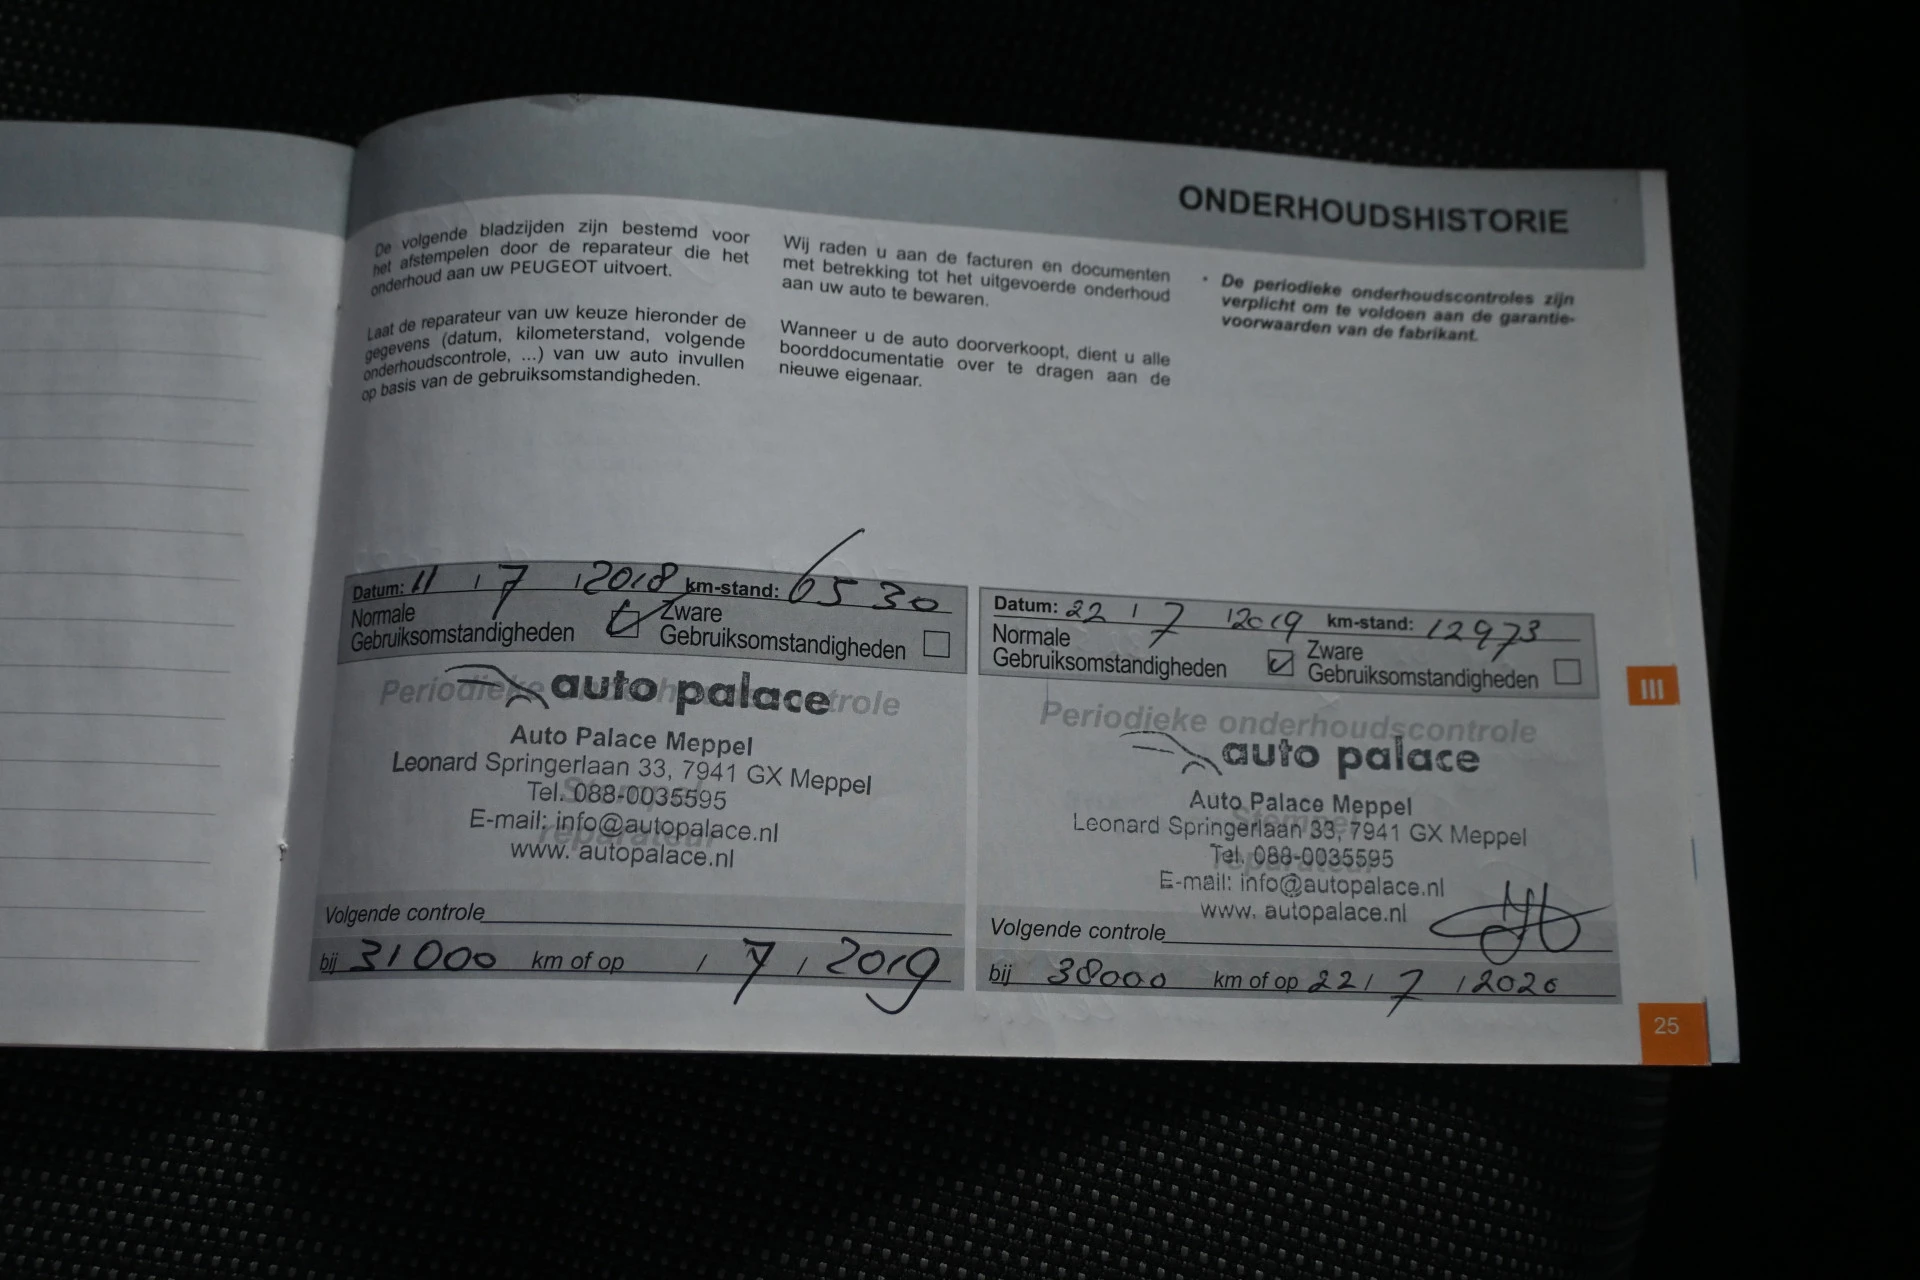 ONDERHOUDSHISTORIE
De volgende bladzijden zijn bestemd voor
het afstempelen door de reparateur die het
onderhoud aan uw PEUGEOT uitvoert.
Laat de reparateur van uw keuze hieronder de
gegevens (datum, kilometerstand, volgende
onderhoudscontrole, ...) van uw auto invullen
op basis van de gebruiksomstandigheden.
Wij raden u aan de facturen en documenten
met betrekking tot het uitgevoerde onderhoud
aan uw auto te bewaren.
Wanneer u de auto doorverkoopt, dient u alle
boorddocumentatie over te dragen aan de
nieuwe eigenaar.
• De periodieke onderhoudscontroles zijn
verplicht om te voldoen aan de garantie-
voorwaarden van de fabrikant.
Datum: 11 / 7 / 2018 km-stand: 6530
Normale
Gebruiksomstandigheden
Zware
Gebruiksomstandigheden
Periodieke controle
auto palace
Auto Palace Meppel
Leonard Springerlaan 33, 7941 GX Meppel
Stempel
Tel. 088-0035595
E-mail: info@autopalace.nl
reparateur
www. autopalace.nl
Volgende controle
bij 31000 km of op / 7 / 2019
Datum: 22 / 7 / 2019 km-stand: 12973
Normale
Gebruiksomstandigheden
Zware
Gebruiksomstandigheden
Periodieke onderhoudscontrole
auto palace
Auto Palace Meppel
Stempel
Leonard Springerlaan 33, 7941 GX Meppel
Tel. 088-0035595
reparateur
E-mail: info@autopalace.nl
www. autopalace.nl
Volgende controle
bij 38000 km of op 22 / 7 / 2020
III
25